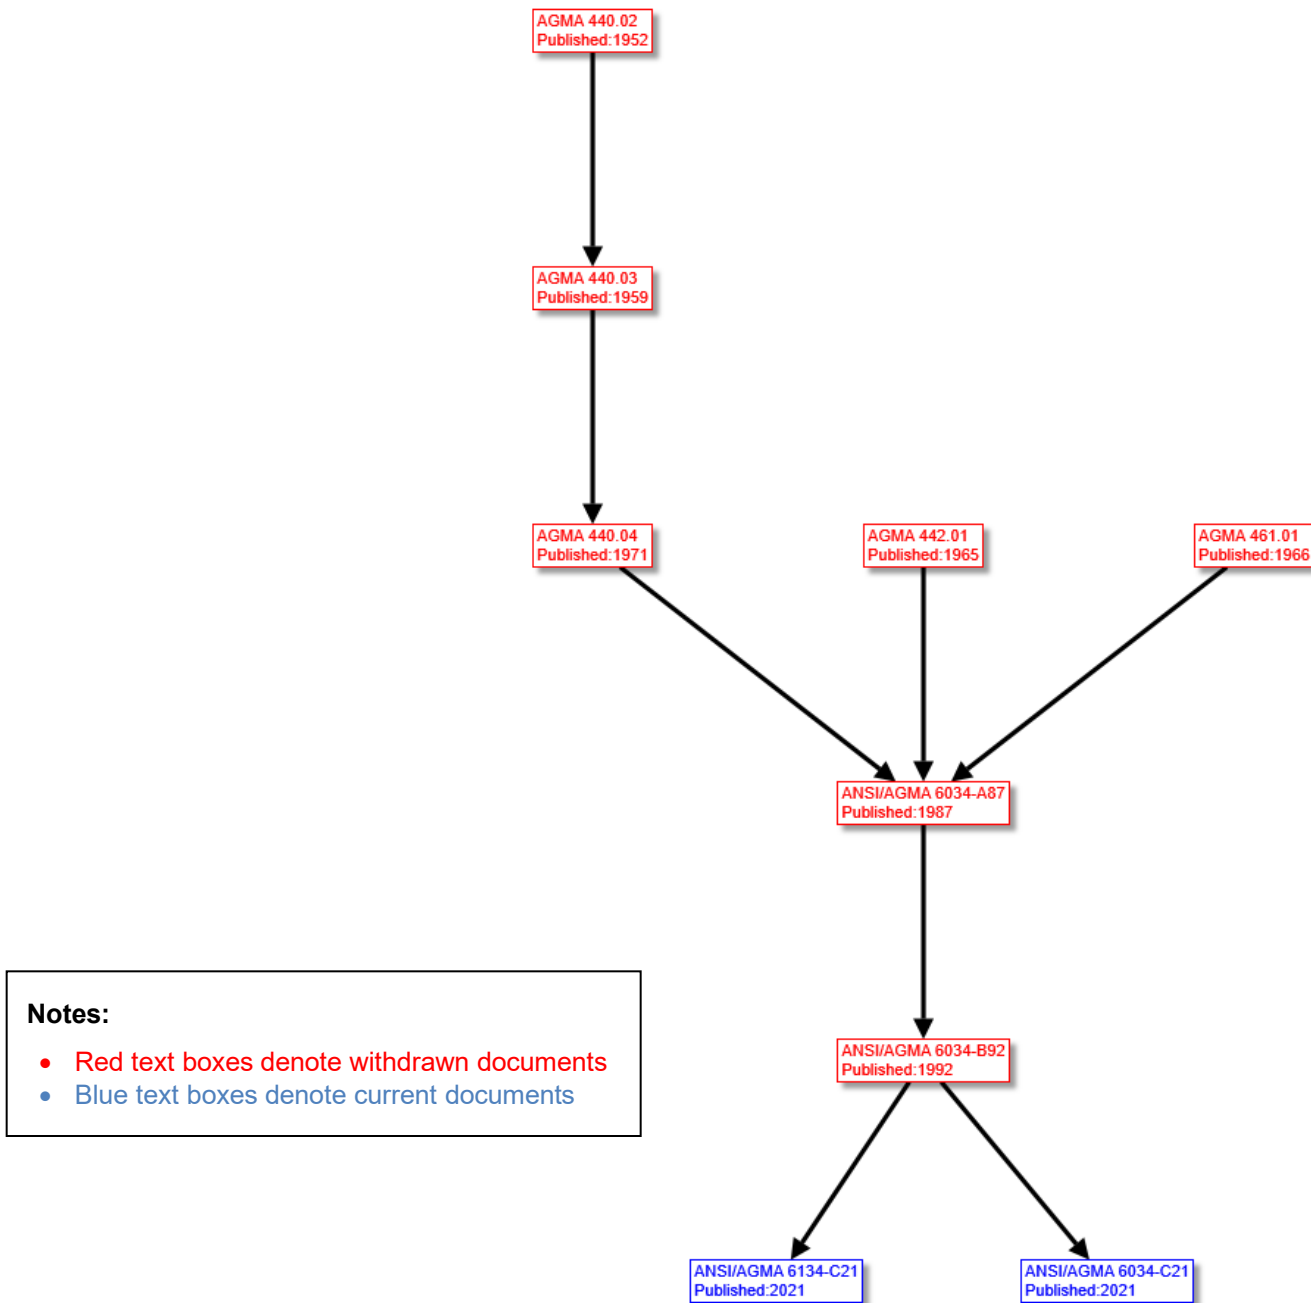 AGMA 440.02
Published:1952
AGMA 440.03
Published:1959
AGMA 440.04
Published:1971
AGMA 442.01
Published:1965
AGMA 461.01
Published:1966
ANSI/AGMA 6034-A87
Published:1987
Notes:
• Red text boxes denote withdrawn documents
• Blue text boxes denote current documents
ANSI/AGMA 6034-B92
Published:1992
ANSI/AGMA 6134-C21
Published:2021
ANSI/AGMA 6034-C21
Published:2021